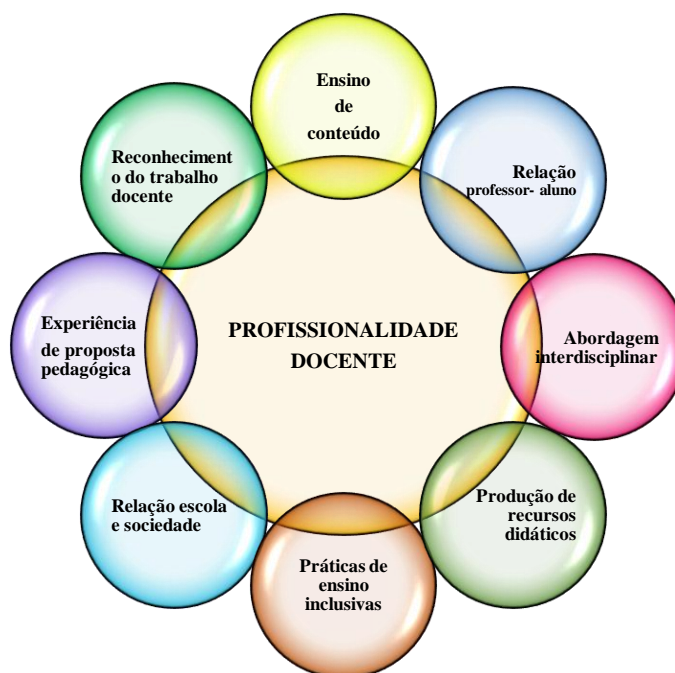 Ensino
de
conteúdo
Relação
professor- aluno
Abordagem
interdisciplinar
Produção de
recursos
didáticos
Práticas de
ensino
inclusivas
Relação escola
e sociedade
Experiência
de proposta
pedagógica
Reconheciment
o do trabalho
docente
PROFISSIONALIDADE
DOCENTE